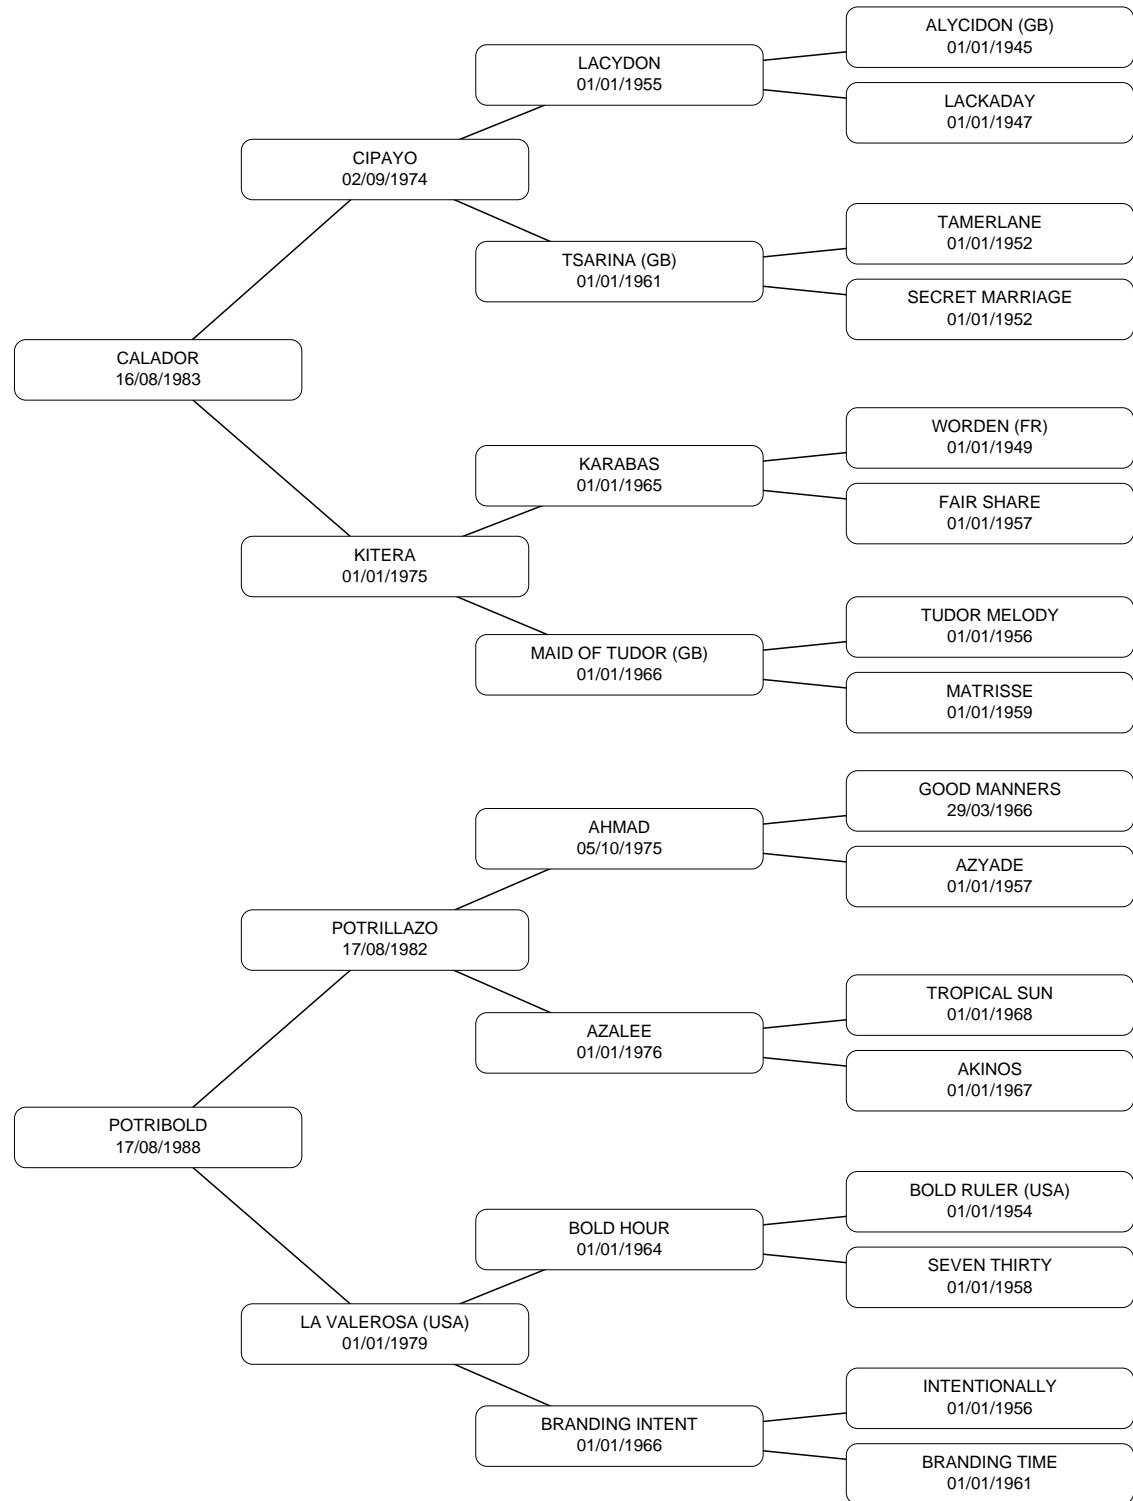 ALYCIDON (GB)
01/01/1945
LACYDON
01/01/1955
LACKADAY
01/01/1947
CIPAYO
02/09/1974
TAMERLANE
01/01/1952
TSARINA (GB)
01/01/1961
SECRET MARRIAGE
01/01/1952
CALADOR
16/08/1983
WORDEN (FR)
01/01/1949
KARABAS
01/01/1965
FAIR SHARE
01/01/1957
KITERA
01/01/1975
TUDOR MELODY
01/01/1956
MAID OF TUDOR (GB)
01/01/1966
MATRISSE
01/01/1959
GOOD MANNERS
29/03/1966
AHMAD
05/10/1975
AZYADE
01/01/1957
POTRILLAZO
17/08/1982
TROPICAL SUN
01/01/1968
AZALEE
01/01/1976
AKINOS
01/01/1967
POTRIBOLD
17/08/1988
BOLD RULER (USA)
01/01/1954
BOLD HOUR
01/01/1964
SEVEN THIRTY
01/01/1958
LA VALEROSA (USA)
01/01/1979
INTENTIONALLY
01/01/1956
BRANDING INTENT
01/01/1966
BRANDING TIME
01/01/1961